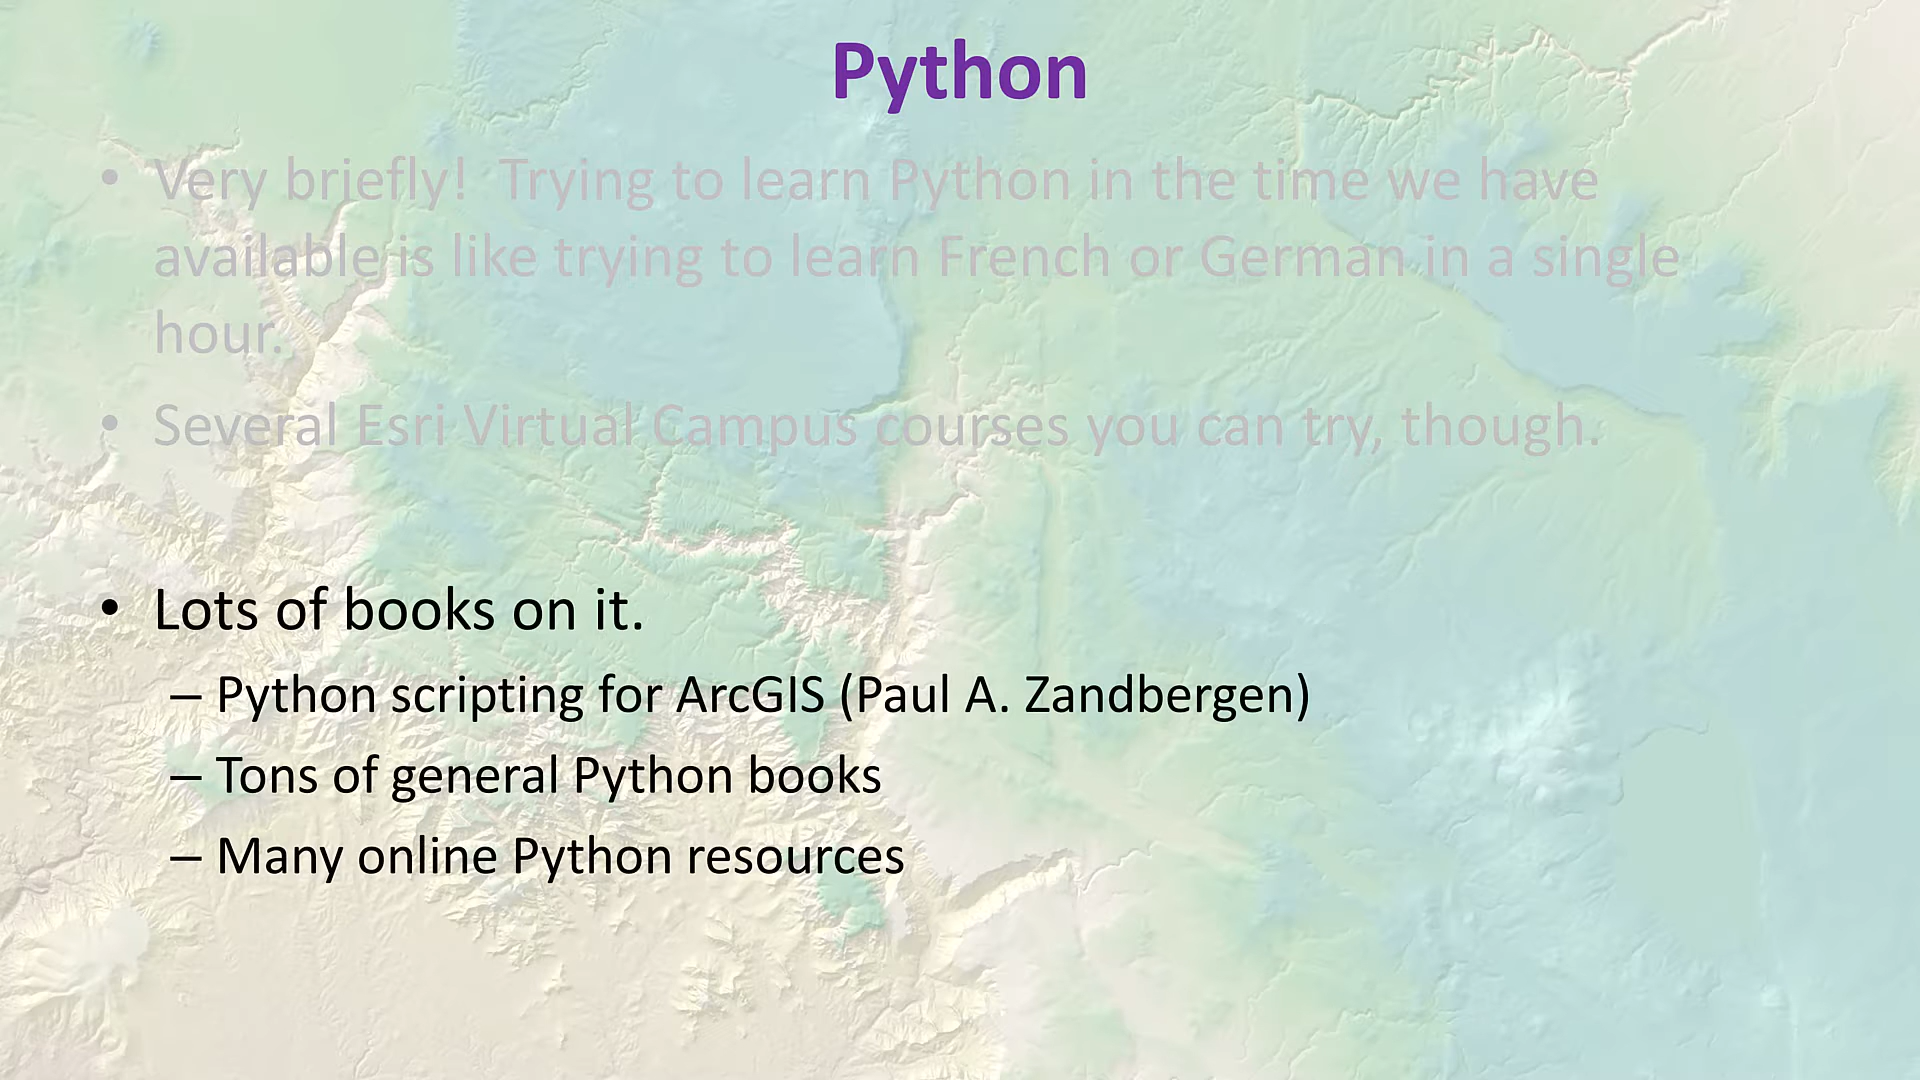 Python
• Very briefly!  Trying to learn Python in the time we have
available is like trying to learn French or German in a single
hour.
• Several Esri Virtual Campus courses you can try, though.
• Lots of books on it.
– Python scripting for ArcGIS (Paul A. Zandbergen)
– Tons of general Python books
– Many online Python resources